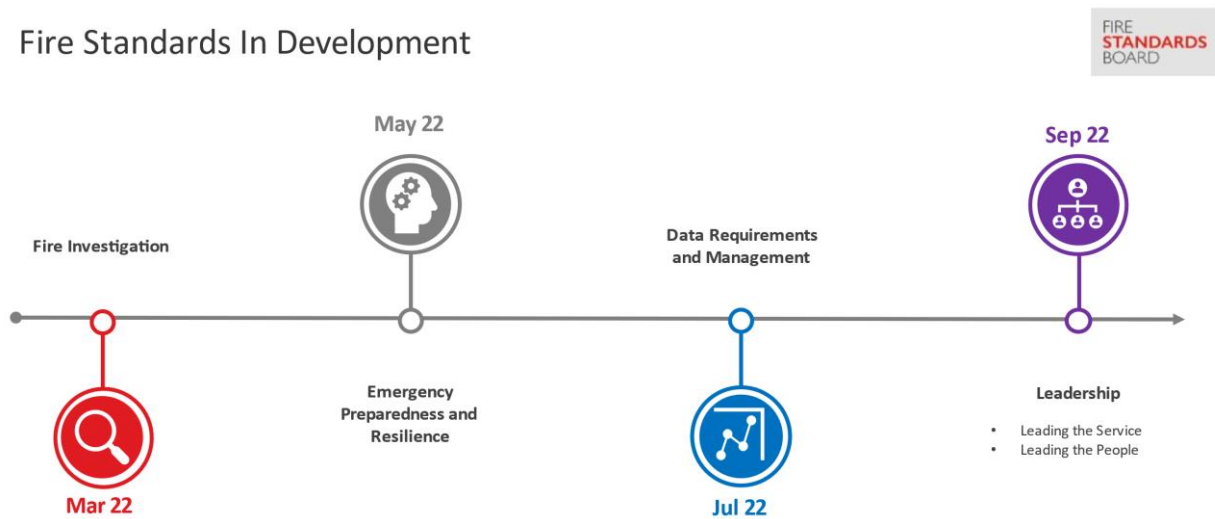 Fire Standards In Development
FIRE
STANDARDS
BOARD
May 22
Sep 22
Fire Investigation
Data Requirements
and Management
Emergency
Preparedness and
Resilience
Leadership
• Leading the Service
• Leading the People
Mar 22
Jul 22